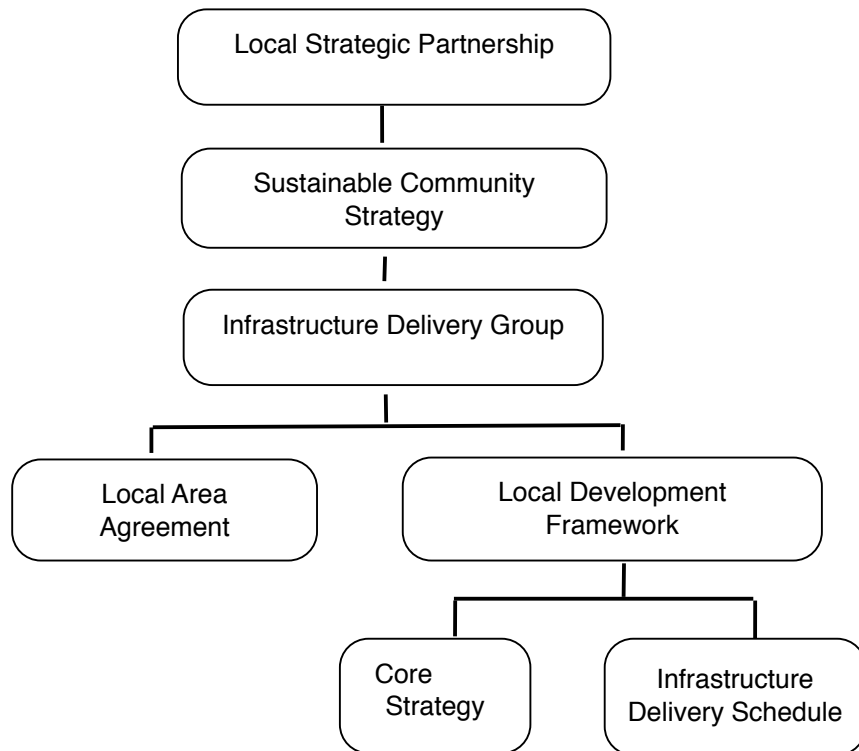 Local Strategic Partnership
Sustainable Community
Strategy
Infrastructure Delivery Group
Local Area
Agreement
Local Development
Framework
Core
Strategy
Infrastructure
Delivery Schedule